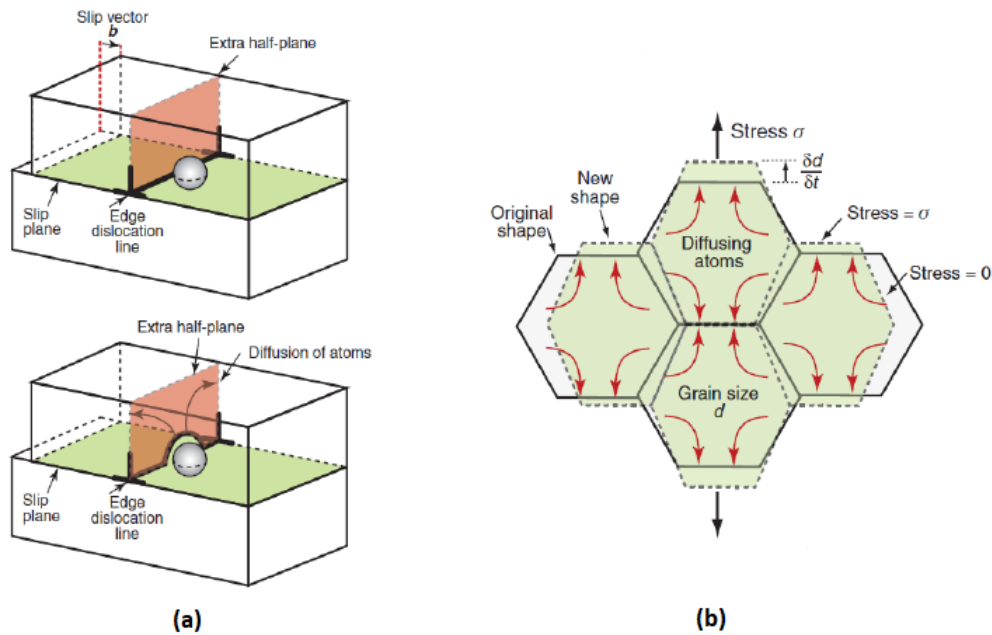 Slip vector
b
Extra half-plane
Slip
plane
Edge
dislocation
line
Extra half-plane
Diffusion of atoms
Slip
plane
Edge
dislocation
line
(a)
Stress σ
δd
δt
New
shape
Original
shape
Stress = σ
Diffusing
atoms
Stress = 0
Grain size
d
(b)